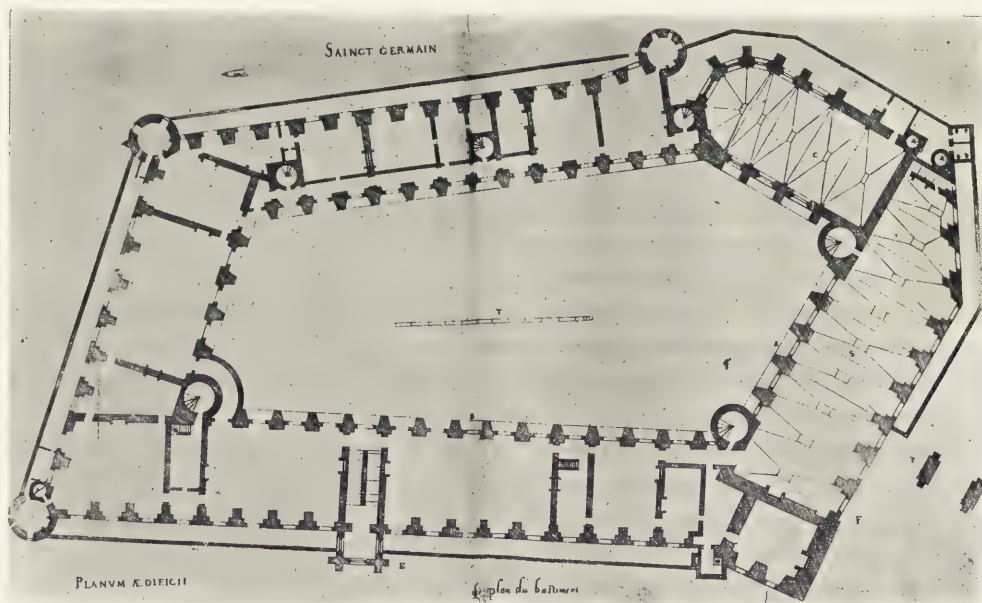 SAINCT GERMAIN
C
T
E
PLANVM ÆDIFICII
Le plan du bastiment